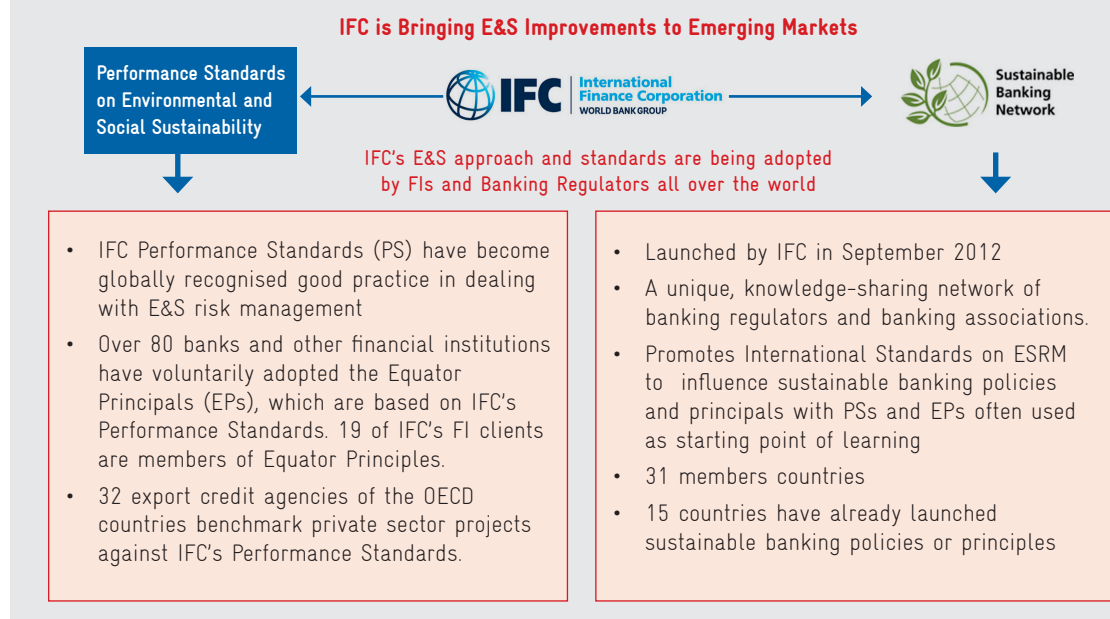 IFC is Bringing E&S Improvements to Emerging Markets
Performance Standards
on Environmental and
Social Sustainability
IFC
International
Finance Corporation
WORLD BANK GROUP
Sustainable
Banking
Network
IFC's E&S approach and standards are being adopted
by FIs and Banking Regulators all over the world
• IFC Performance Standards (PS) have become
globally recognised good practice in dealing
with E&S risk management
• Over 80 banks and other financial institutions
have voluntarily adopted the Equator
Principals (EPs), which are based on IFC's
Performance Standards. 19 of IFC's FI clients
are members of Equator Principles.
• 32 export credit agencies of the OECD
countries benchmark private sector projects
against IFC's Performance Standards.
• Launched by IFC in September 2012
• A unique, knowledge-sharing network of
banking regulators and banking associations.
• Promotes International Standards on ESRM
to influence sustainable banking policies
and principals with PSs and EPs often used
as starting point of learning
• 31 members countries
• 15 countries have already launched
sustainable banking policies or principles